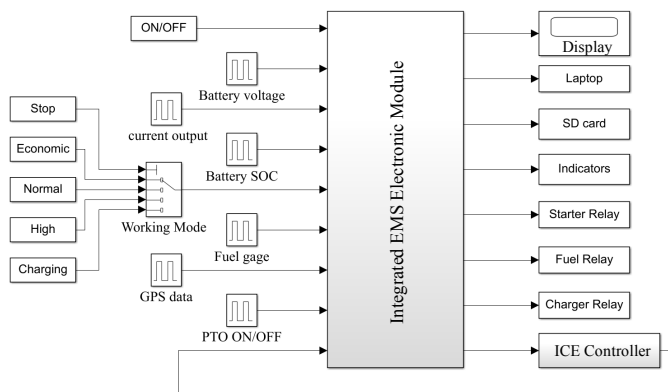 ON/OFF
Battery voltage
current output
Battery SOC
Stop
Economic
Normal
High
Charging
Working Mode
Fuel gage
GPS data
PTO ON/OFF
Integrated EMS Electronic Module
Display
Laptop
SD card
Indicators
Starter Relay
Fuel Relay
Charger Relay
ICE Controller